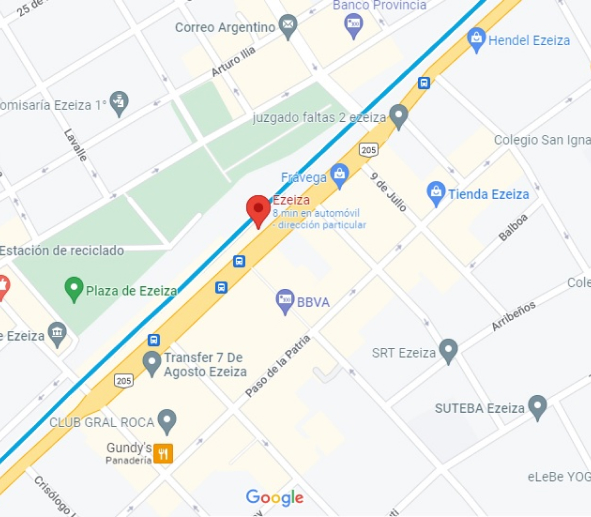 25 de
Banco Provincia
Correo Argentino
Hendel Ezeiza
Arturo Illia
omisaría Ezeiza 1°
juzgado faltas 2 ezeiza
Lavalle
Colegio San Igna
205
Frávega
9 de Julio
Tienda Ezeiza
Ezeiza
8 min en automóvil
- dirección particular
Balboa
Estación de reciclado
Plaza de Ezeiza
Cole
BBVA
Arribeños
e Ezeiza
SRT Ezeiza
Transfer 7 De
Agosto Ezeiza
Paso de la Patria
205
SUTEBA Ezeiza
CLUB GRAL ROCA
Gundy's
Panadería
eLeBe YOG
Crisólogo L
Google
ti